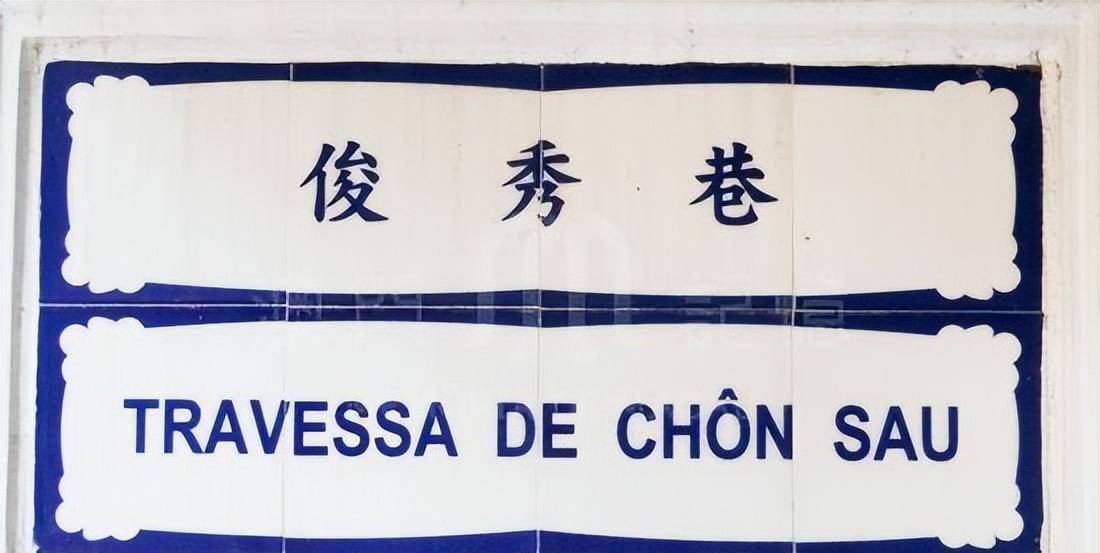 俊秀巷
TRAVESSA DE CHÔN SAU